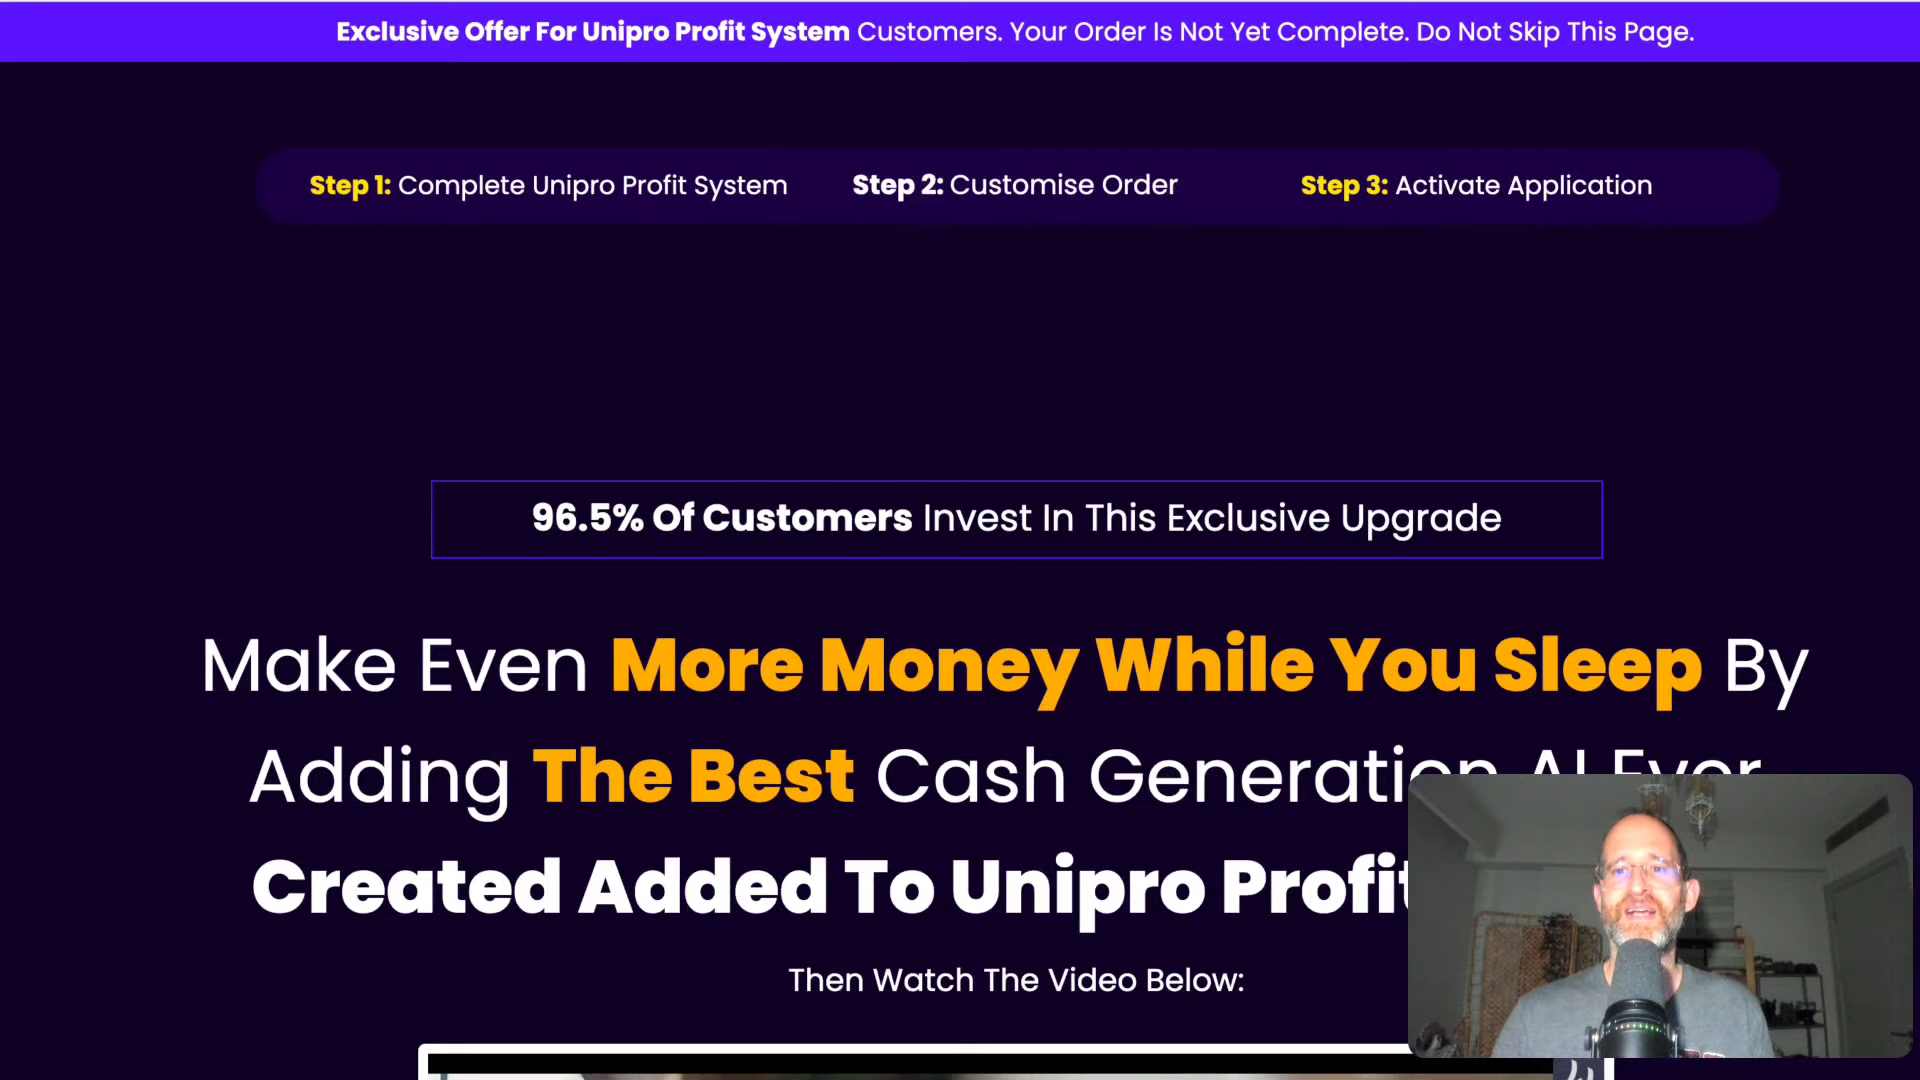 Exclusive Offer For Unipro Profit System Customers. Your Order Is Not Yet Complete. Do Not Skip This Page.
Step 1: Complete Unipro Profit System
Step 2: Customise Order
Step 3: Activate Application
96.5% Of Customers Invest In This Exclusive Upgrade
Make Even More Money While You Sleep By
Adding The Best Cash Generation AI Ever
Created Added To Unipro Profit
Then Watch The Video Below: